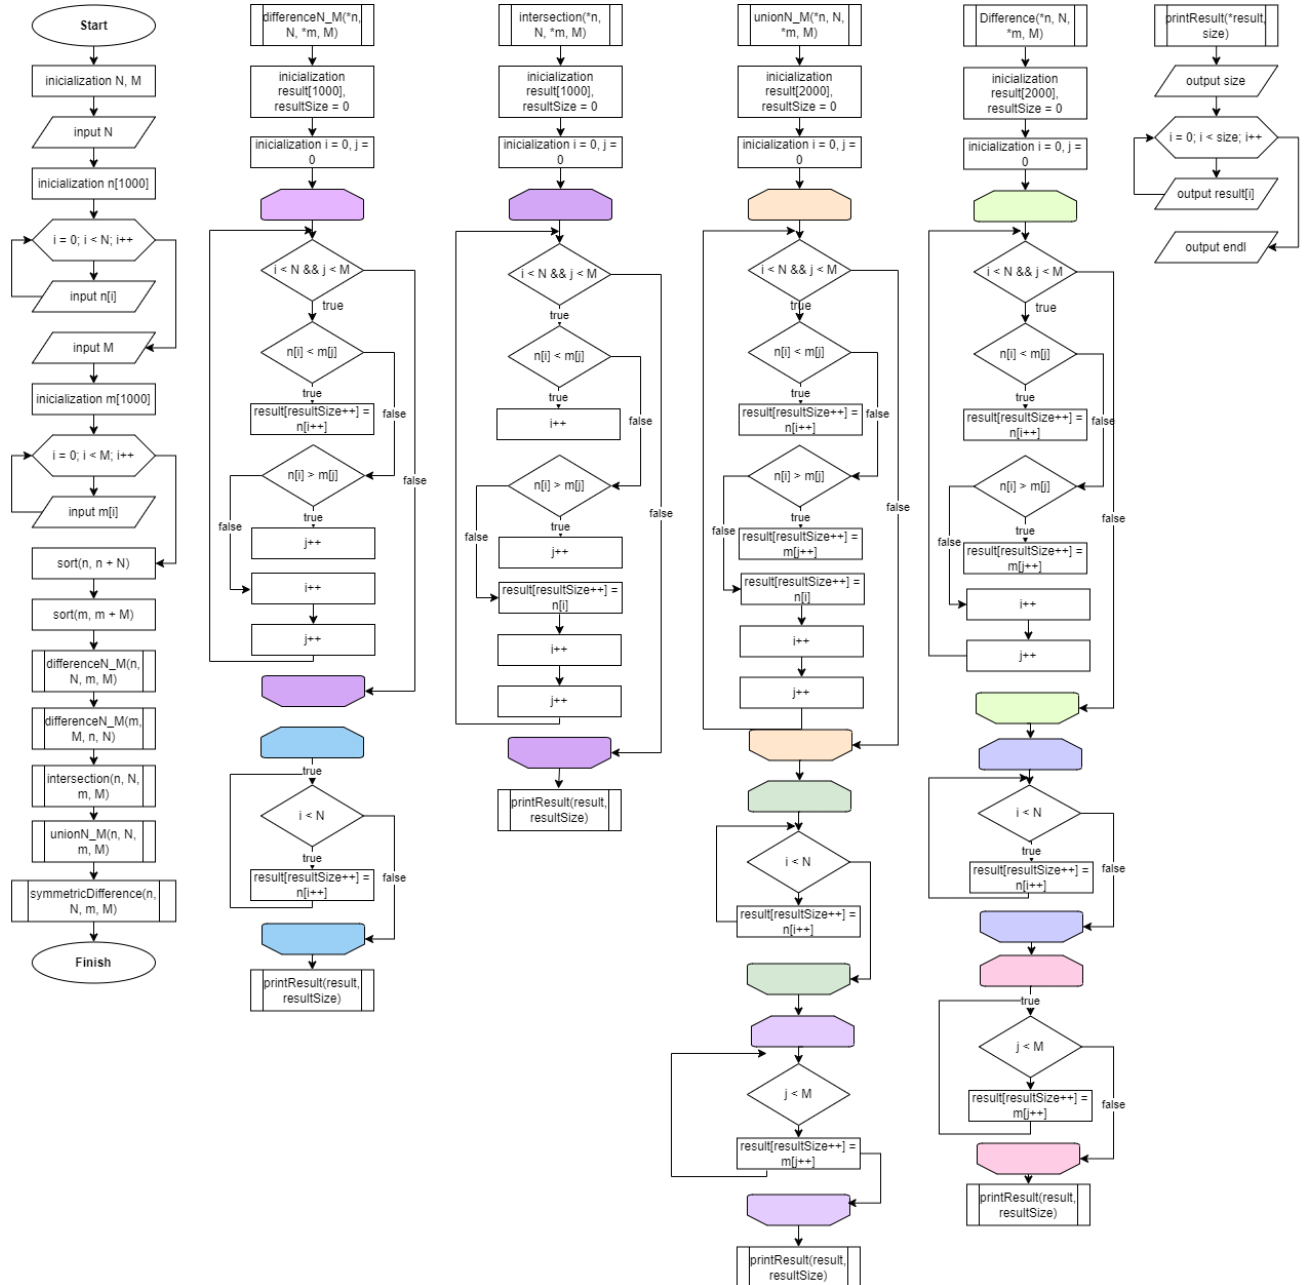 Start
inicialization N, M
input N
inicialization n[1000]
i = 0; i < N; i++
input n[i]
input M
inicialization m[1000]
i = 0; i < M; i++
input m[i]
sort(n, n + N)
sort(m, m + M)
differenceN_M(n,
N, m, M)
differenceN_M(m,
M, n, N)
intersection(n, N,
m, M)
unionN_M(n, N,
m, M)
symmetricDifference(n,
N, m, M)
Finish
differenceN_M(*n,
N, *m, M)
inicialization
result[1000],
resultSize = 0
inicialization i = 0, j =
0
i < N && j < M
true
n[i] < m[j]
true
false
result[resultSize++] =
n[i++]
n[i] > m[j]
false
true
false
j++
i++
j++
true
i < N
true
false
result[resultSize++] =
n[i++]
printResult(result,
resultSize)
intersection(*n,
N, *m, M)
inicialization
result[1000],
resultSize = 0
inicialization i = 0, j =
0
i < N && j < M
true
n[i] < m[j]
true
false
i++
n[i] > m[j]
false
true
false
j++
result[resultSize++] =
n[i]
i++
j++
printResult(result,
resultSize)
unionN_M(*n, N,
*m, M)
inicialization
result[2000],
resultSize = 0
inicialization i = 0, j =
0
i < N && j < M
true
n[i] < m[j]
true
false
result[resultSize++] =
n[i++]
n[i] > m[j]
false
true
false
result[resultSize++] =
m[j++]
result[resultSize++] =
n[i]
i++
j++
i < N
result[resultSize++] =
n[i++]
j < M
result[resultSize++] =
m[j++]
printResult(result,
resultSize)
Difference(*n, N,
*m, M)
inicialization
result[2000],
resultSize = 0
inicialization i = 0, j =
0
i < N && j < M
true
n[i] < m[j]
true
false
result[resultSize++] =
n[i++]
n[i] > m[j]
false
true
false
result[resultSize++] =
m[j++]
i++
j++
i < N
true
false
result[resultSize++] =
n[i++]
true
j < M
false
result[resultSize++] =
m[j++]
printResult(result,
resultSize)
printResult(*result,
size)
output size
i = 0; i < size; i++
output result[i]
output endl